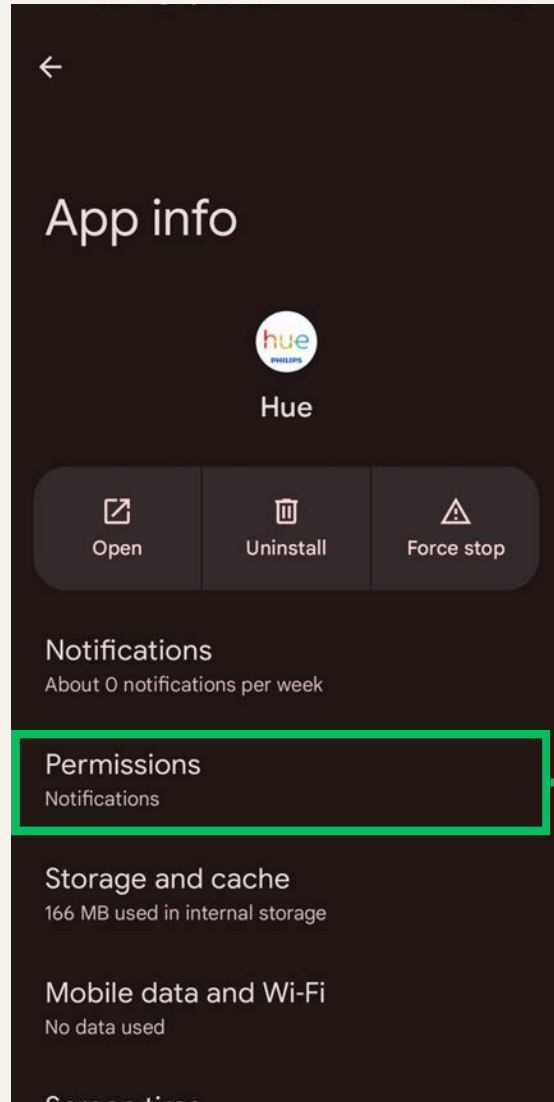 App info
hue
PHILIPS
Hue
Open
Uninstall
Force stop
Notifications
About 0 notifications per week
Permissions
Notifications
Storage and cache
166 MB used in internal storage
Mobile data and Wi-Fi
No data used